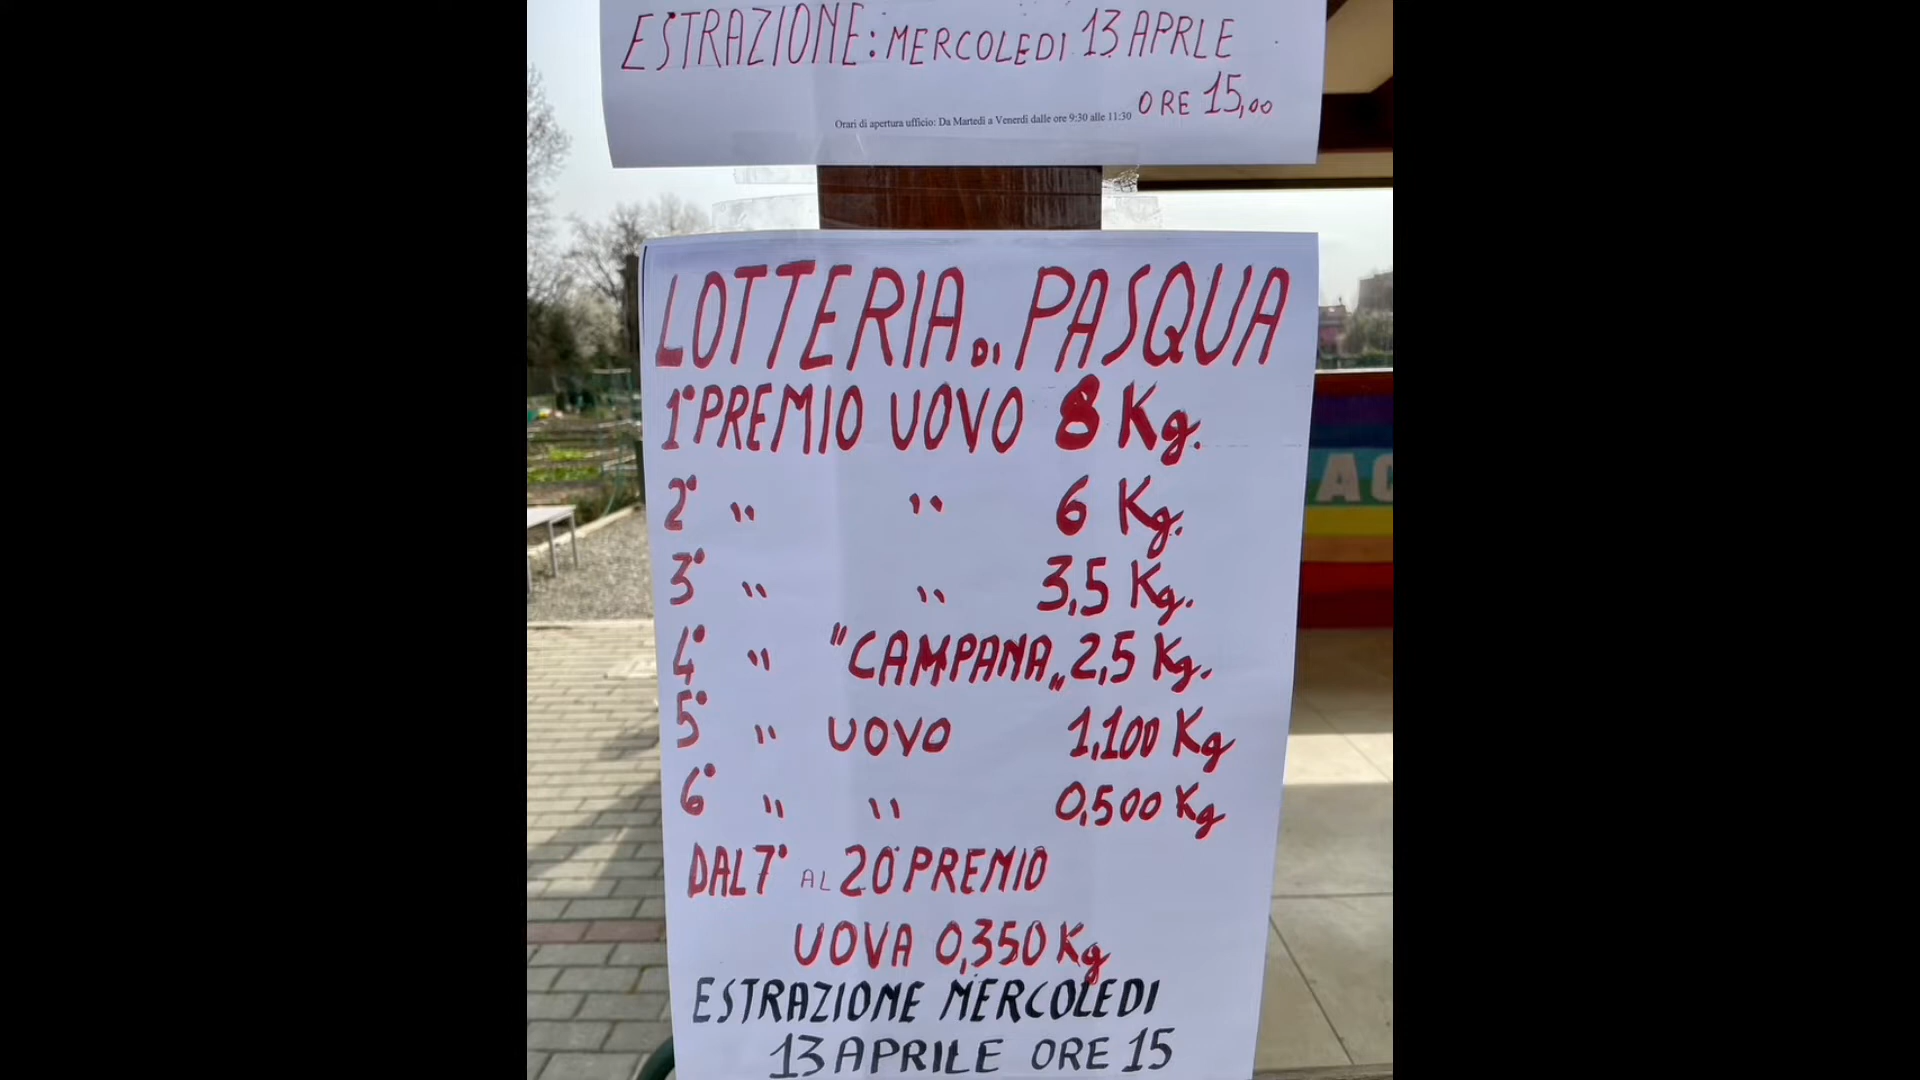 ESTRAZIONE: MERCOLEDI 13 APRLE
ORE 15,00
Orari di apertura ufficio: Da Martedì a Venerdì dalle ore 9:30 alle 11:30
LOTTERIA DI PASQUA
1° PREMIO UOVO 8 Kg.
2° " " 6 Kg.
3° " " 3,5 Kg.
4° " "CAMPANA„ 2,5 Kg.
5° " UOVO 1,100 Kg
6° " " 0,500 Kg
DAL 7° AL 20° PREMIO
UOVA 0,350 Kg
ESTRAZIONE MERCOLEDI
13 APRILE ORE 15